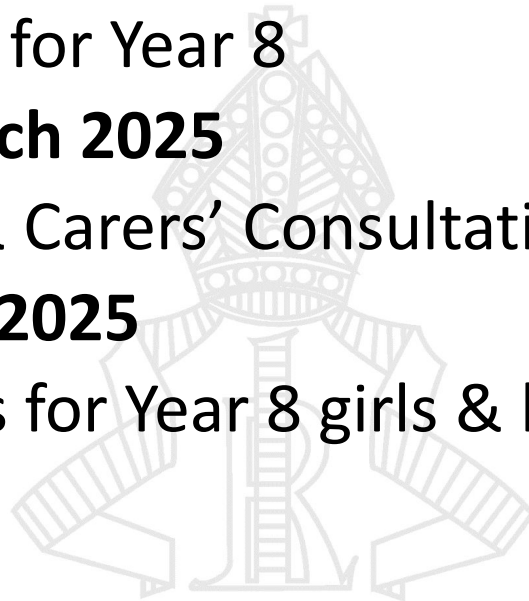 for Year 8
ch 2025
Carers’ Consultati
2025
s for Year 8 girls &